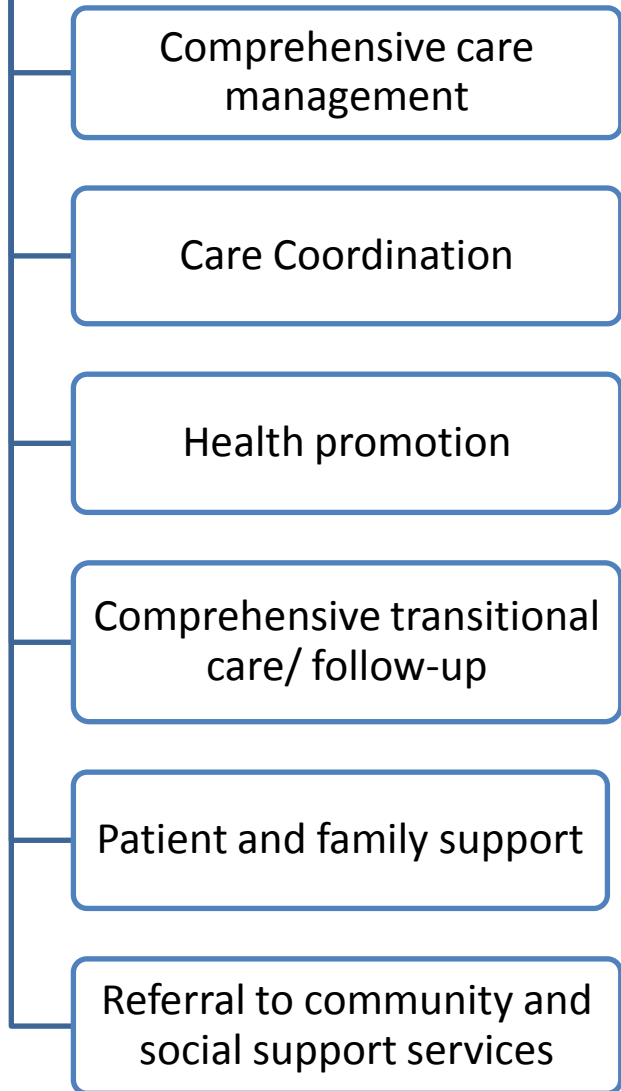 Comprehensive care
management
Care Coordination
Health promotion
Comprehensive transitional
care/ follow-up
Patient and family support
Referral to community and
social support services